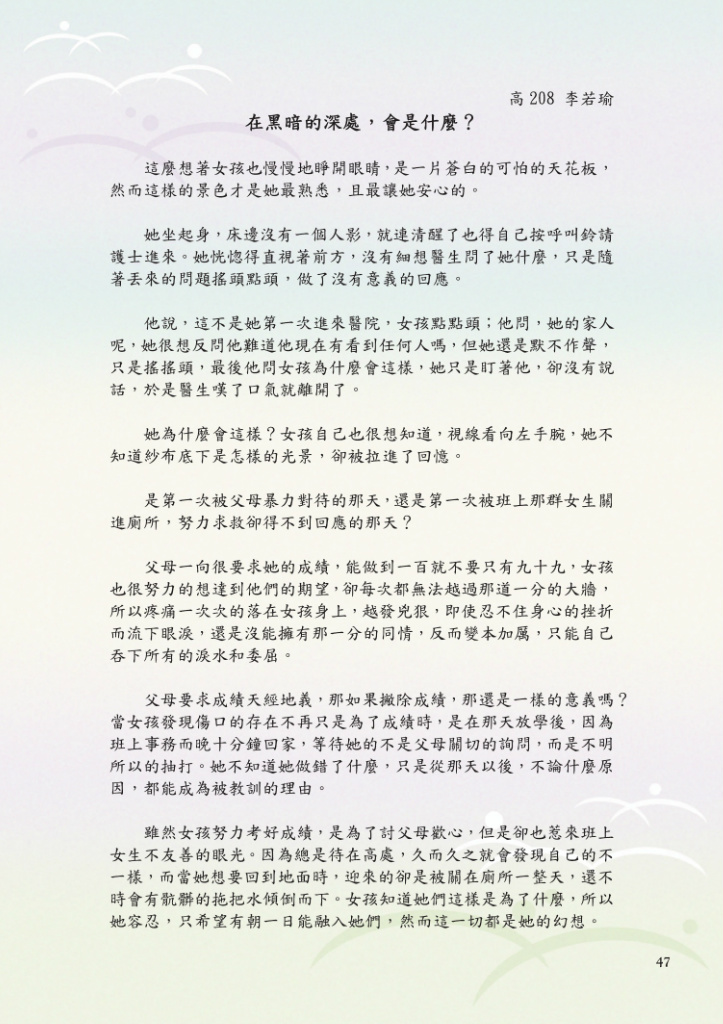 高 208 李若瑜
在黑暗的深處，會是什麼？
這麼想著女孩也慢慢地睜開眼睛，是一片蒼白的可怕的天花板，
然而這樣的景色才是她最熟悉，且最讓她安心的。
她坐起身，床邊沒有一個人影，就連清醒了也得自己按呼叫鈴請
護士進來。她恍惚得直視著前方，沒有細想醫生問了她什麼，只是隨
著丟來的問題搖頭點頭，做了沒有意義的回應。
他說，這不是她第一次進來醫院，女孩點點頭；他問，她的家人
呢，她很想反問他難道他現在有看到任何人嗎，但她還是默不作聲，
只是搖搖頭，最後他問女孩為什麼會這樣，她只是盯著他，卻沒有說
話，於是醫生嘆了口氣就離開了。
她為什麼會這樣？女孩自己也很想知道，視線看向左手腕，她不
知道紗布底下是怎樣的光景，卻被拉進了回憶。
是第一次被父母暴力對待的那天，還是第一次被班上那群女生關
進廁所，努力求救卻得不到回應的那天？
父母一向很要求她的成績，能做到一百就不要只有九十九，女孩
也很努力的想達到他們的期望，卻每次都無法越過那道一分的大牆，
所以疼痛一次次的落在女孩身上，越發兇狠，即使忍不住身心的挫折
而流下眼淚，還是沒能擁有那一分的同情，反而變本加厲，只能自己
吞下所有的淚水和委屈。
父母要求成績天經地義，那如果撇除成績，那還是一樣的意義嗎？
當女孩發現傷口的存在不再只是為了成績時，是在那天放學後，因為
班上事務而晚十分鐘回家，等待她的不是父母關切的詢問，而是不明
所以的抽打。她不知道她做錯了什麼，只是從那天以後，不論什麼原
因，都能成為被教訓的理由。
雖然女孩努力考好成績，是為了討父母歡心，但是卻也惹來班上
女生不友善的眼光。因為總是待在高處，久而久之就會發現自己的不
一樣，而當她想要回到地面時，迎來的卻是被關在廁所一整天，還不
時會有骯髒的拖把水傾倒而下。女孩知道她們這樣是為了什麼，所以
她容忍，只希望有朝一日能融入她們，然而這一切都是她的幻想。
47